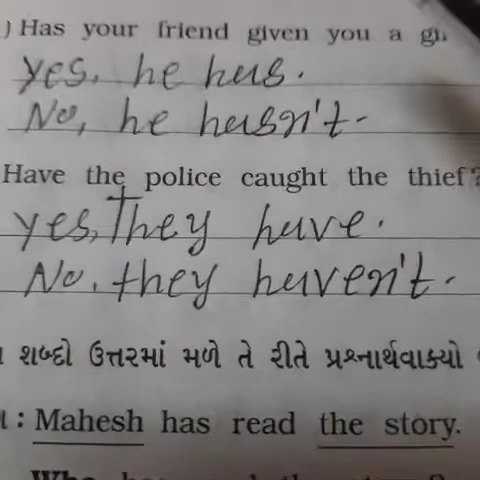 ) Has your friend given you a
yes, he has.
No, he hasn't.
Have the police caught the thief?
yes, They have.
No, they haven't.
શબ્દો ઉત્તરમાં મળે તે રીતે પ્રશ્નાર્થવાક્યો
: Mahesh has read the story.